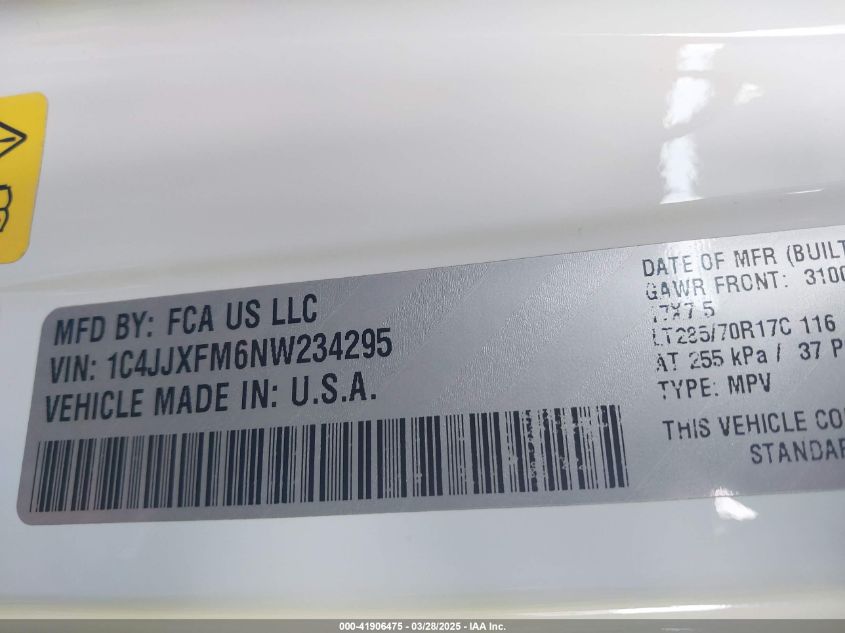 MFD BY: FCA US LLC
VIN: 1C4JJXFM6NW234295
VEHICLE MADE IN: U.S.A.
DATE OF MFR (BUILT
GAWR FRONT: 3100
17X7.5
LT285/70R17C 116
AT 255 kPa / 37 P
TYPE: MPV
THIS VEHICLE CO
STANDAR
000-41906475 - 03/28/2025 - IAA Inc.